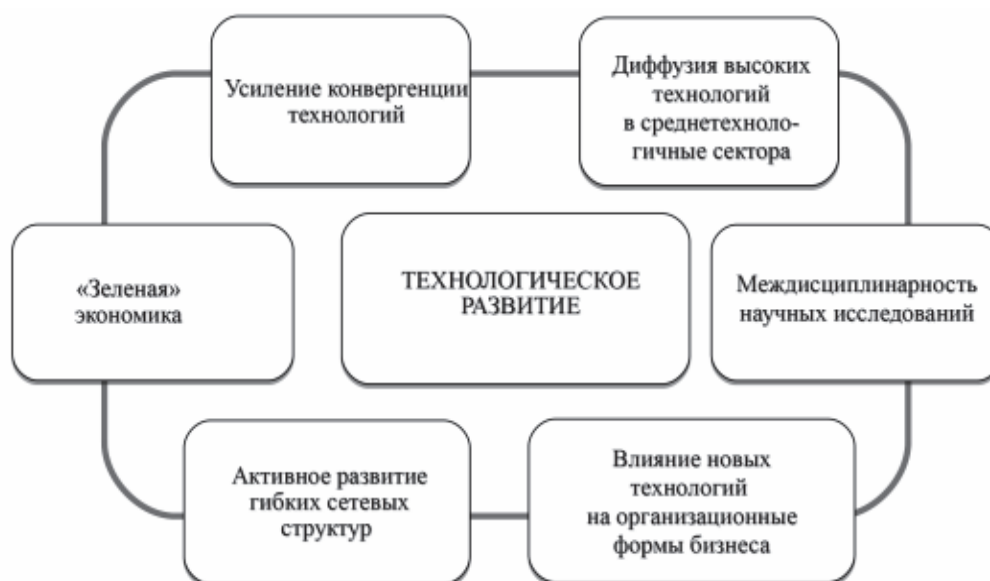 Усиление конвергенции
технологий
Диффузия высоких
технологий
в среднетехноло-
гичные сектора
«Зеленая»
экономика
ТЕХНОЛОГИЧЕСКОЕ
РАЗВИТИЕ
Междисциплинарность
научных исследований
Активное развитие
гибких сетевых
структур
Влияние новых
технологий
на организационные
формы бизнеса